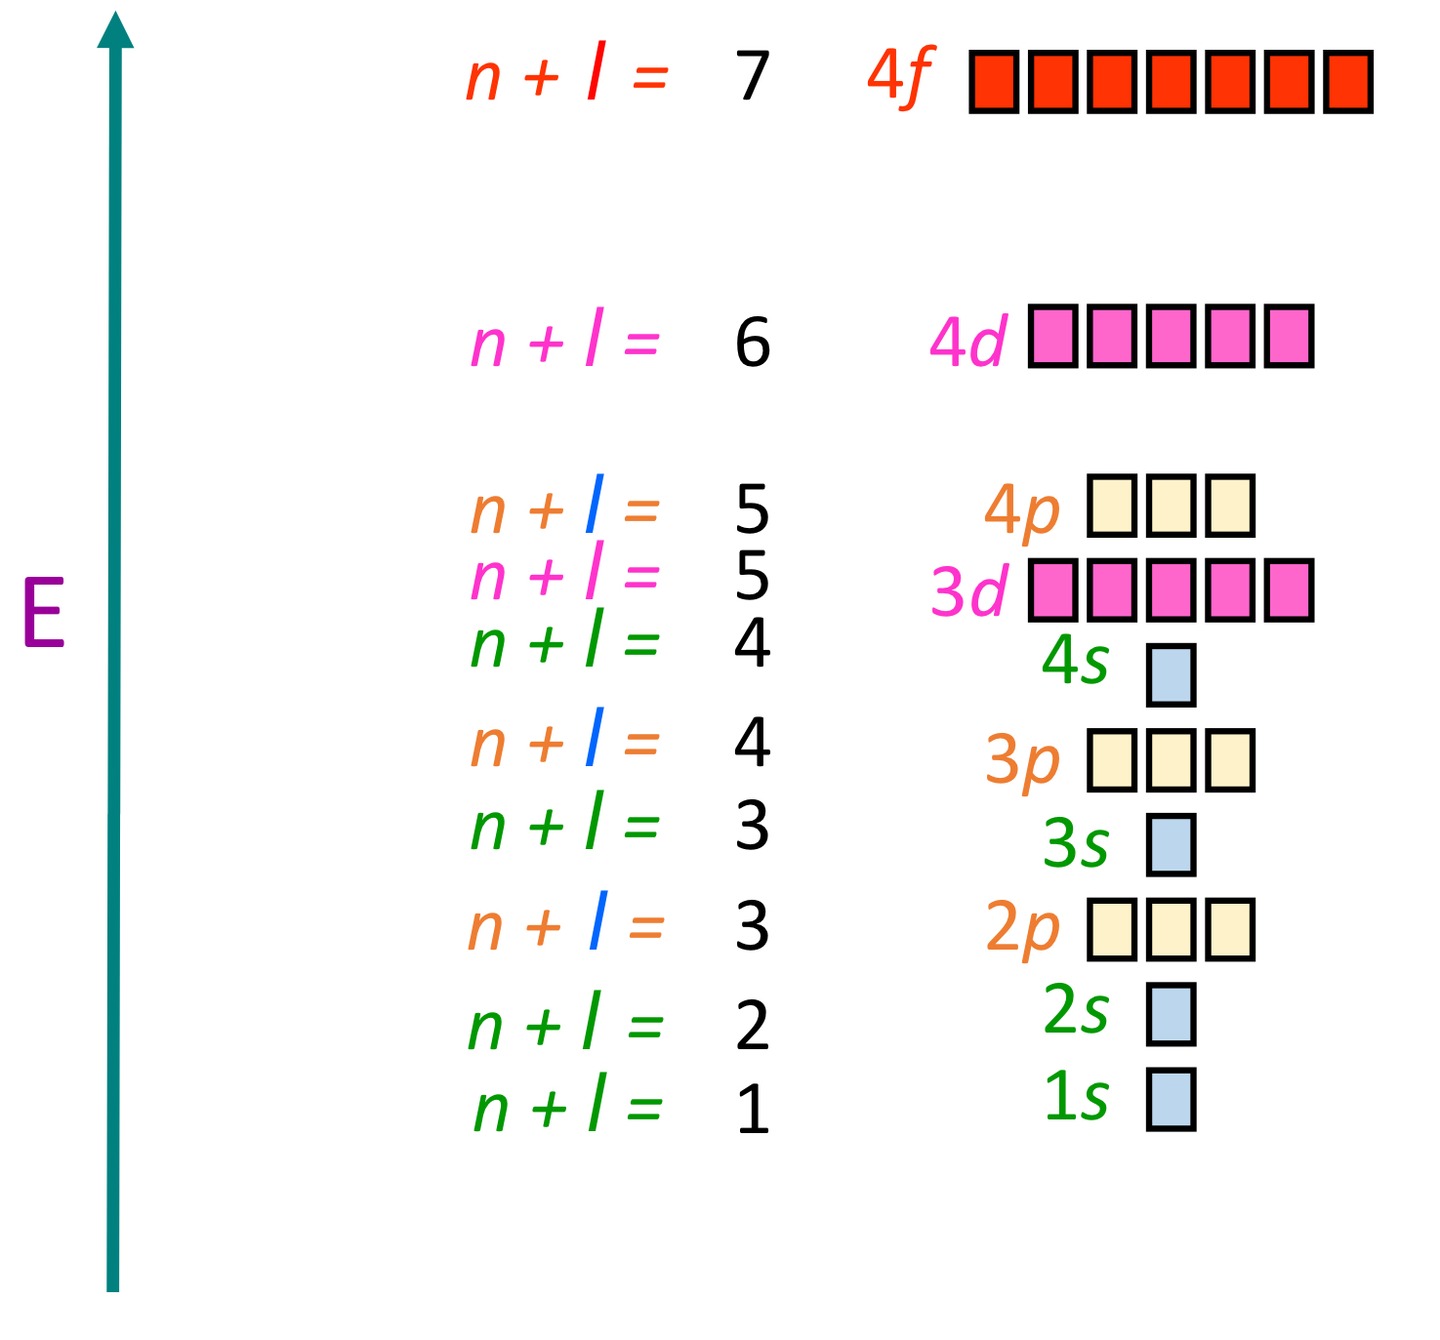 n + l = 7 4f
n + l = 6 4d
n + l = 5 4p
n + l = 5 3d
E
n + l = 4 4s
n + l = 4 3p
n + l = 3 3s
n + l = 3 2p
n + l = 2 2s
n + l = 1 1s